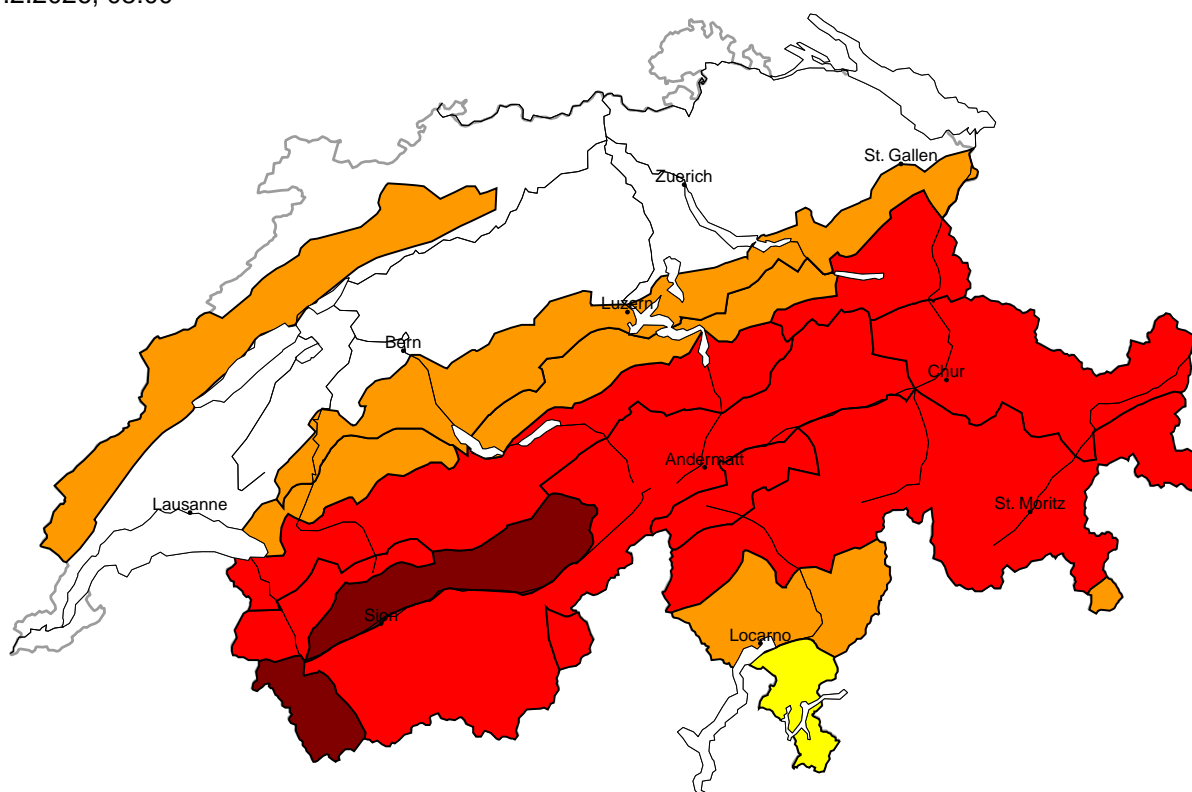 St. Gallen
Zuerich
Luzern
Bern
Chur
Andermatt
Lausanne
St. Moritz
Sion
Locarno